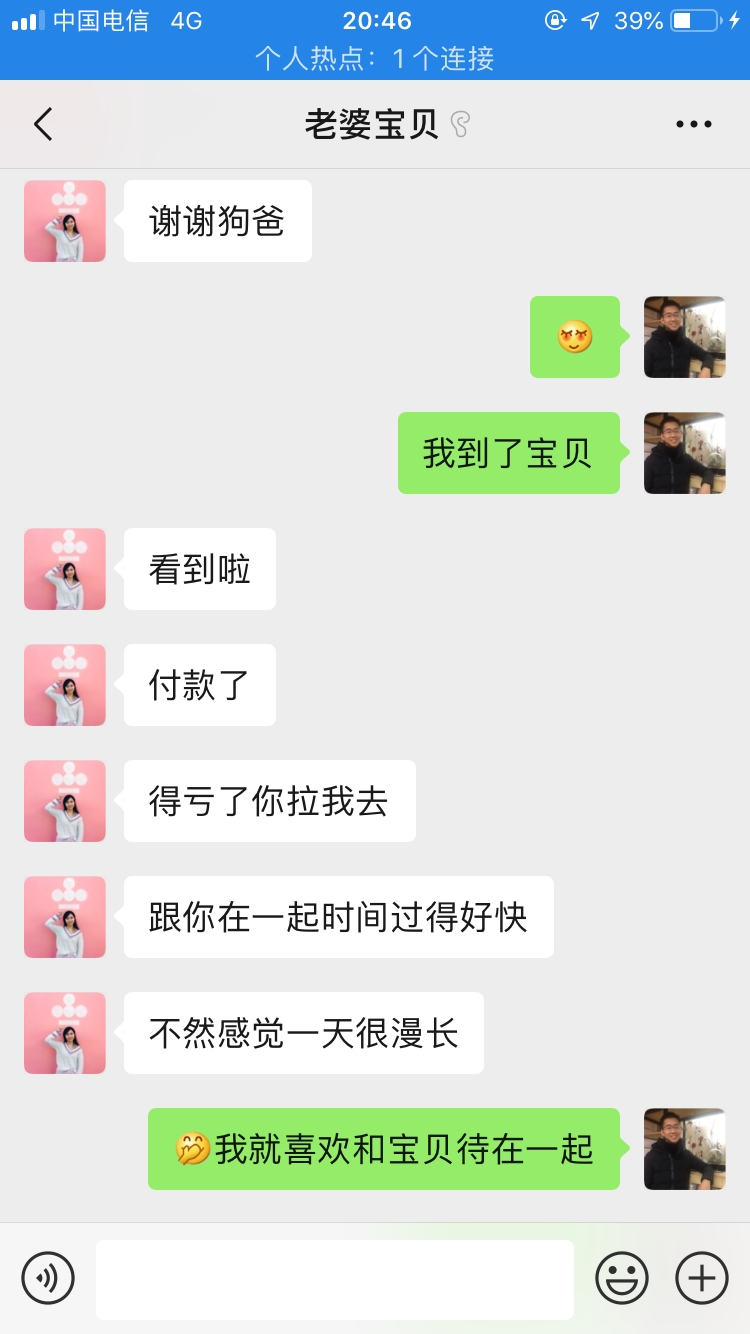 中国电信 4G 20:46 39%
个人热点：1 个连接
老婆宝贝
谢谢狗爸
我到了宝贝
看到啦
付款了
得亏了你拉我去
跟你在一起时间过得好快
不然感觉一天很漫长
🤭我就喜欢和宝贝待在一起